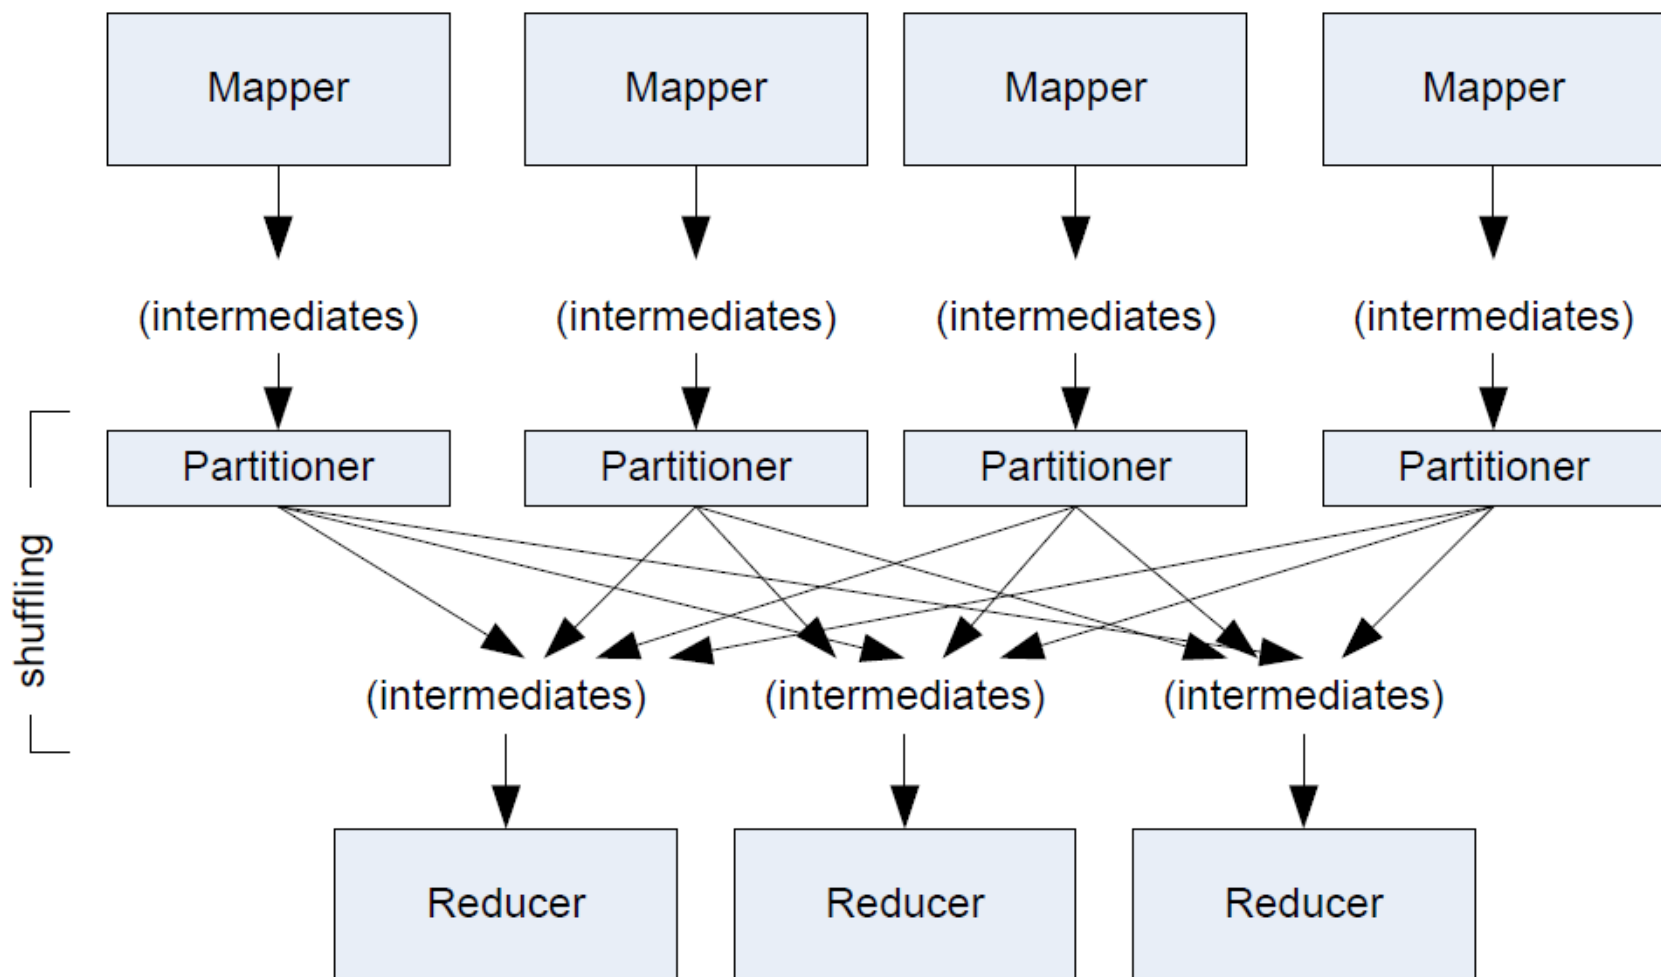 Mapper Mapper Mapper Mapper
(intermediates) (intermediates) (intermediates) (intermediates)
Partitioner Partitioner Partitioner Partitioner
shuffling
(intermediates) (intermediates) (intermediates)
Reducer Reducer Reducer